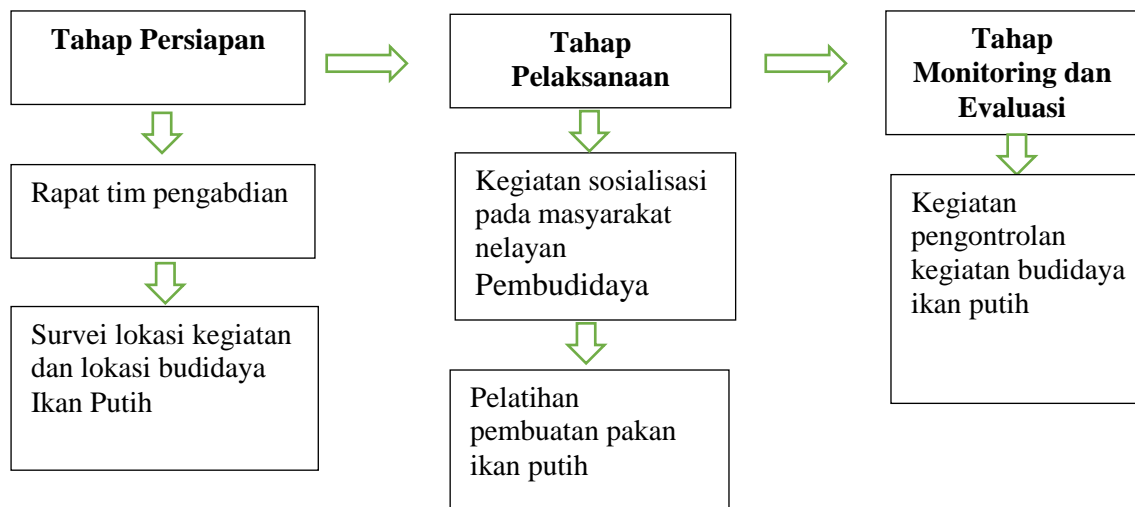 Tahap Persiapan
Rapat tim pengabdian
Survei lokasi kegiatan
dan lokasi budidaya
Ikan Putih
Tahap
Pelaksanaan
Kegiatan sosialisasi
pada masyarakat
nelayan
Pembudidaya
Pelatihan
pembuatan pakan
ikan putih
Tahap
Monitoring dan
Evaluasi
Kegiatan
pengontrolan
kegiatan budidaya
ikan putih